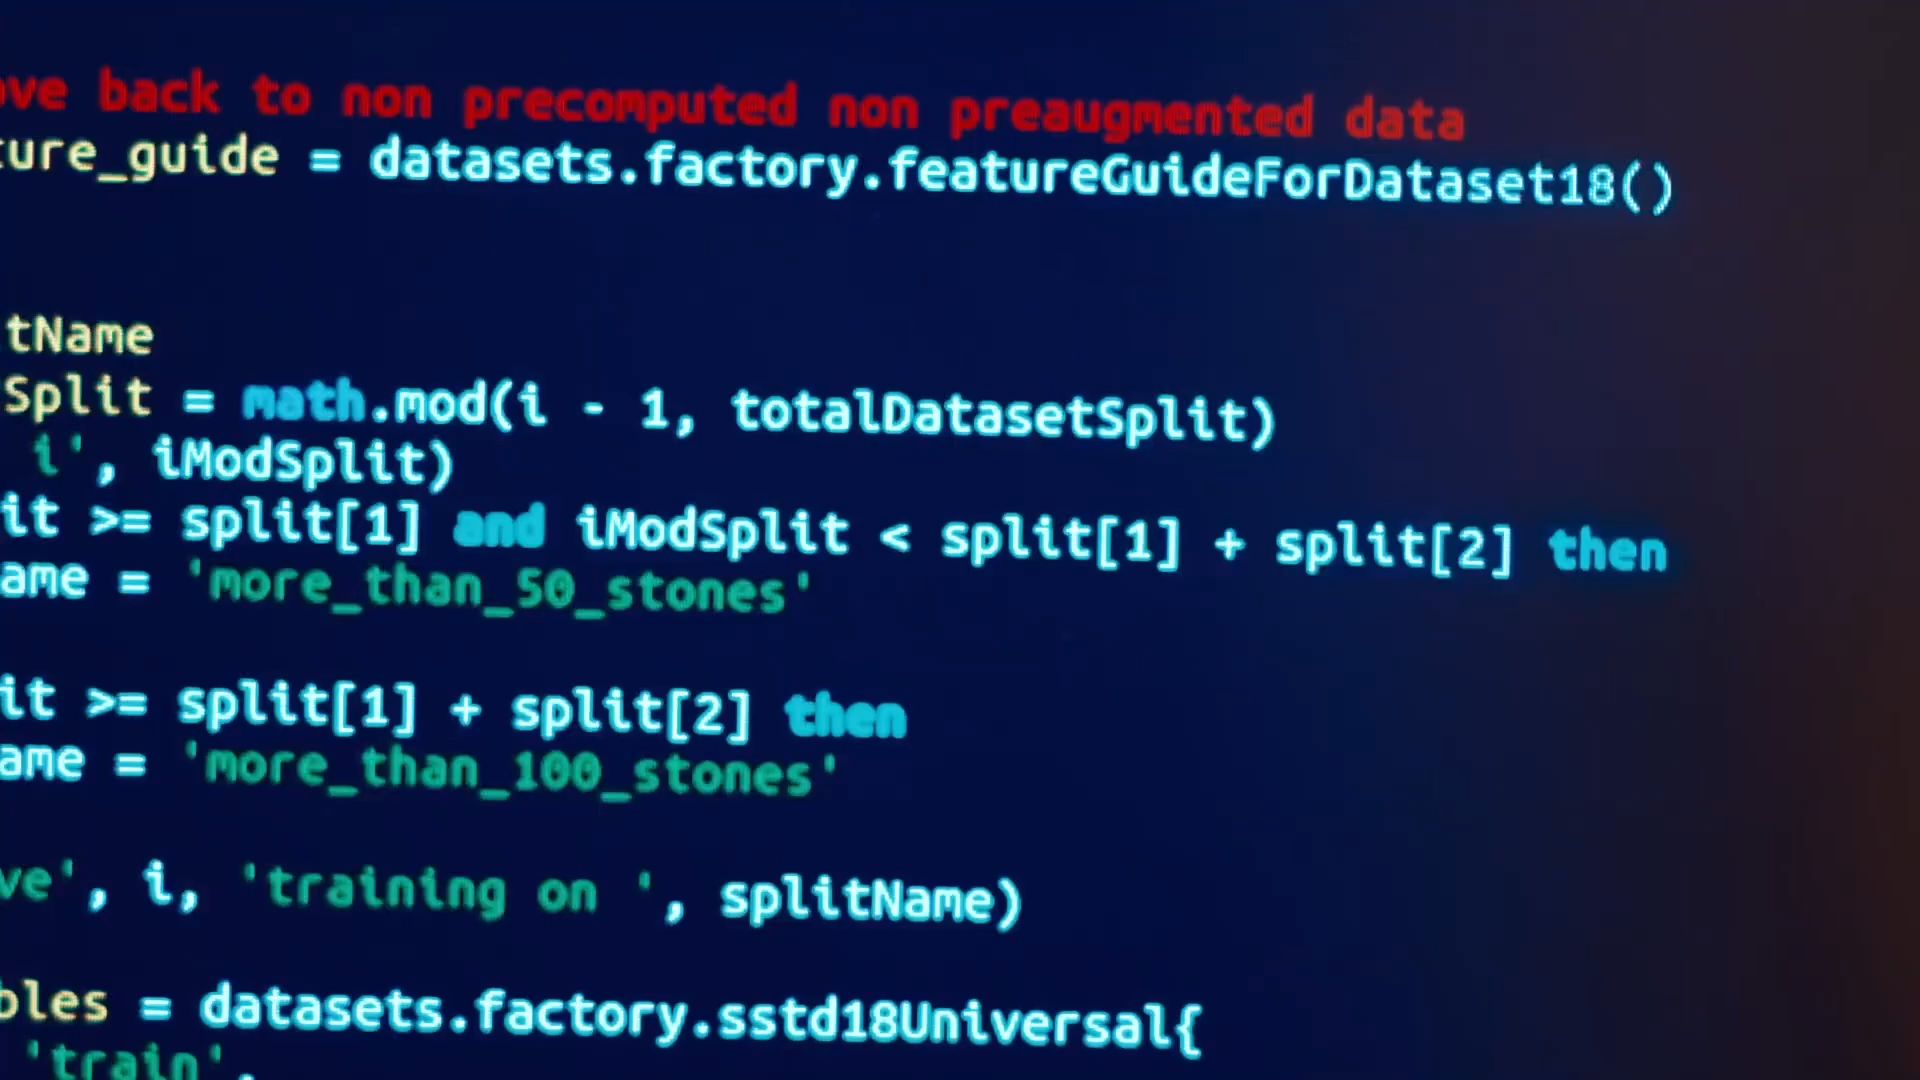 ve back to non precomputed non preaugmented data
ture_guide = datasets.factory.featureGuideForDataset18()
tName
Split = math.mod(i - 1, totalDatasetSplit)
i', iModSplit)
it >= split[1] and iModSplit < split[1] + split[2] then
ame = 'more_than_50_stones'
it >= split[1] + split[2] then
ame = 'more_than_100_stones'
ve', i, 'training on ', splitName)
bles = datasets.factory.sstd18Universal{
'train',